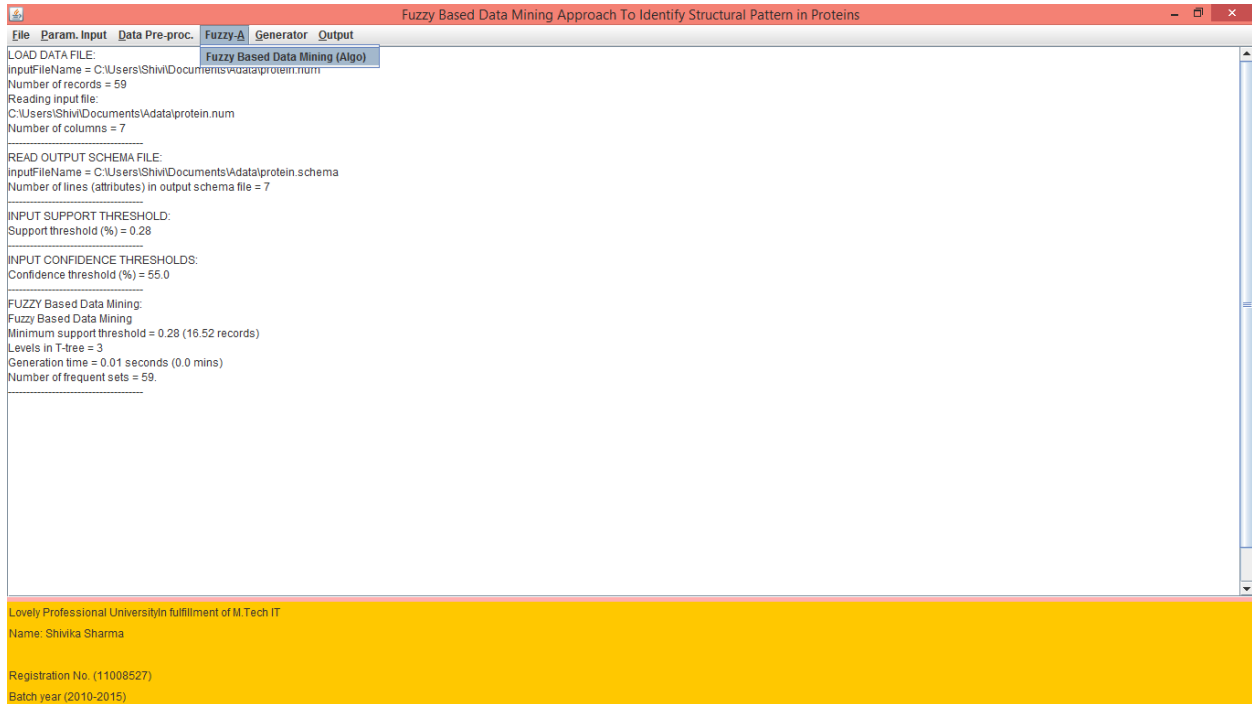 Fuzzy Based Data Mining Approach To Identify Structural Pattern in Proteins
File Param. Input Data Pre-proc. Fuzzy-A Generator Output
Fuzzy Based Data Mining (Algo)
LOAD DATA FILE:
inputFileName = C:\Users\Shivi\Documents\Adata\protein.num
Number of records = 59
Reading input file:
C:\Users\Shivi\Documents\Adata\protein.num
Number of columns = 7
-------------------------------------
READ OUTPUT SCHEMA FILE:
inputFileName = C:\Users\Shivi\Documents\Adata\protein.schema
Number of lines (attributes) in output schema file = 7
-------------------------------------
INPUT SUPPORT THRESHOLD:
Support threshold (%) = 0.28
-------------------------------------
INPUT CONFIDENCE THRESHOLDS:
Confidence threshold (%) = 55.0
-------------------------------------
FUZZY Based Data Mining:
Fuzzy Based Data Mining
Minimum support threshold = 0.28 (16.52 records)
Levels in T-tree = 3
Generation time = 0.01 seconds (0.0 mins)
Number of frequent sets = 59.
-------------------------------------
Lovely Professional UniversityIn fulfillment of M.Tech IT
Name: Shivika Sharma
Registration No. (11008527)
Batch year (2010-2015)